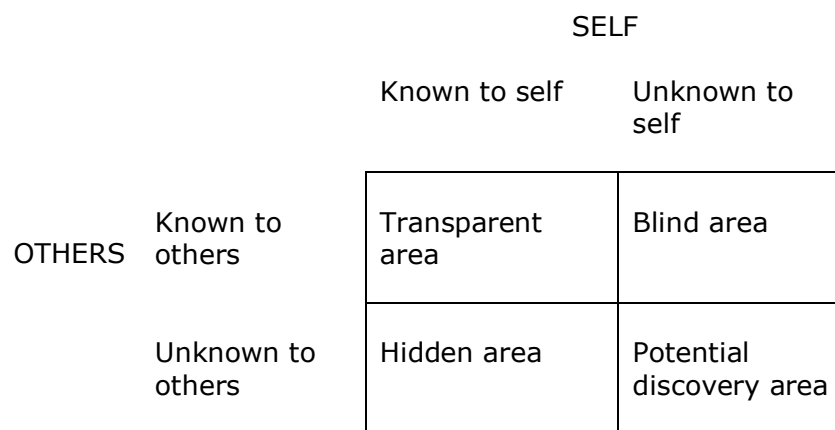 SELF
Known to self
Unknown to
self
OTHERS
Known to
others
Transparent
area
Blind area
Unknown to
others
Hidden area
Potential
discovery area